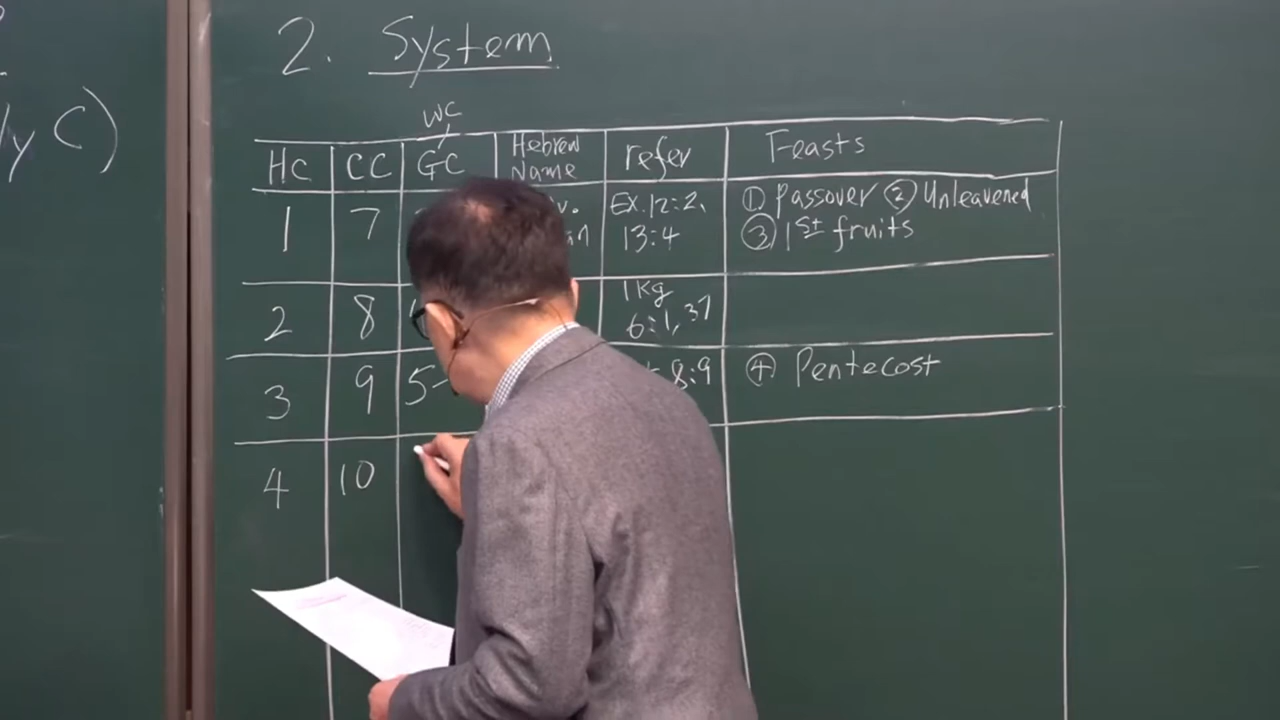 y C)
2. System
WC
HC CC GC Hebrew Name refer Feasts
1 7 Ex.12:2, 13:4 ① Passover ② Unleavened
③ 1st fruits
2 8 1 Kg 6:1, 37
3 9 5- 8:9 ④ Pentecost
4 10